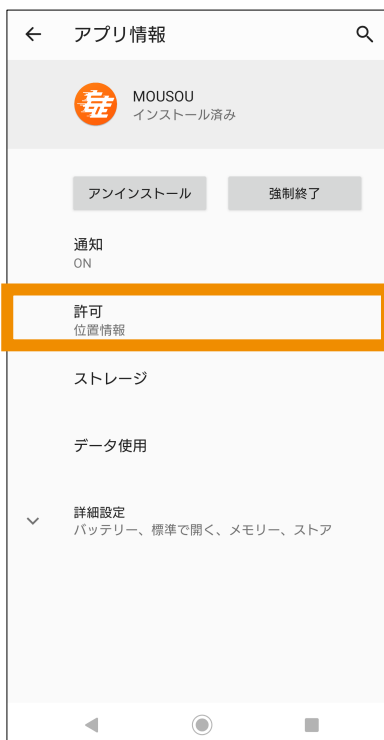 アプリ情報
MOUSOU
インストール済み
アンインストール 強制終了
通知
ON
許可
位置情報
ストレージ
データ使用
詳細設定
バッテリー、標準で開く、メモリー、ストア